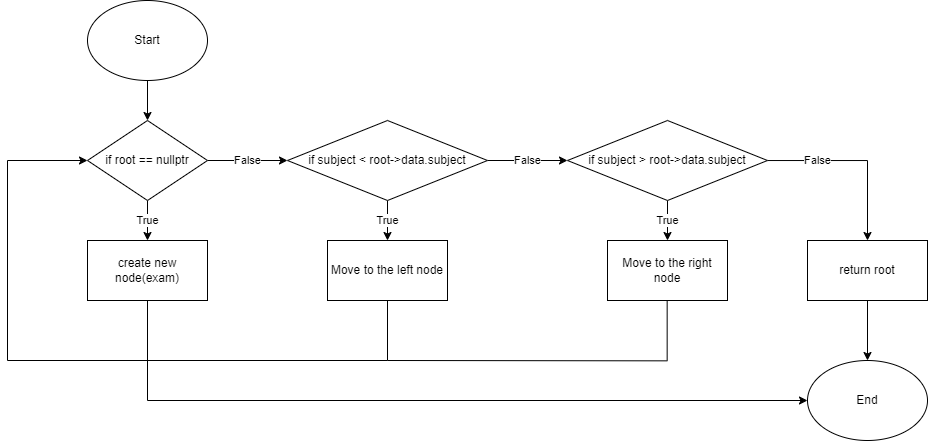 Start
if root == nullptr
False
if subject < root->data.subject
False
if subject > root->data.subject
False
True
True
True
create new
node(exam)
Move to the left node
Move to the right
node
return root
End